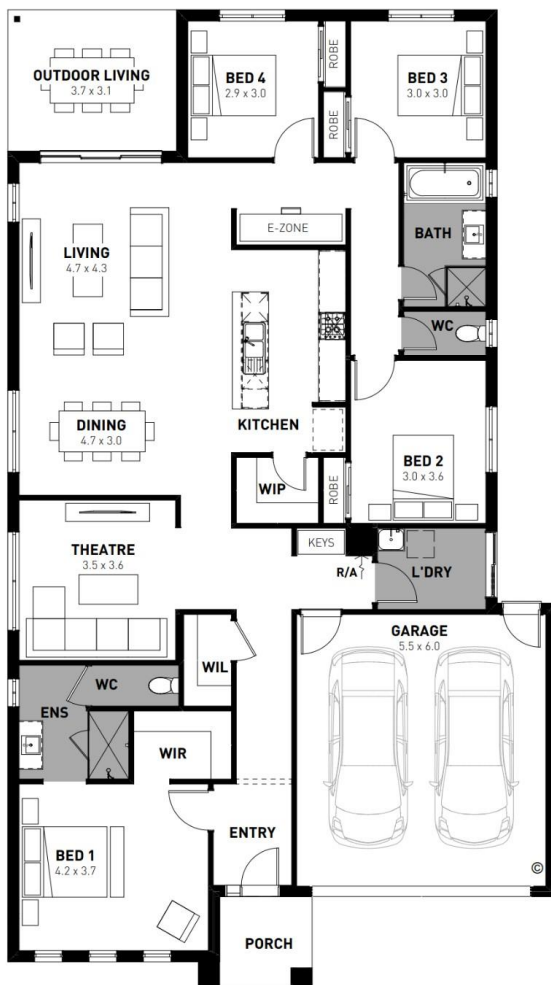 OUTDOOR LIVING
3.7 x 3.1
BED 4
2.9 x 3.0
ROBE
ROBE
BED 3
3.0 x 3.0
E-ZONE
BATH
LIVING
4.7 x 4.3
WC
DINING
4.7 x 3.0
KITCHEN
WIP
ROBE
BED 2
3.0 x 3.6
THEATRE
3.5 x 3.6
KEYS
R/A
L'DRY
GARAGE
5.5 x 6.0
WIL
WC
ENS
WIR
BED 1
4.2 x 3.7
ENTRY
PORCH
©